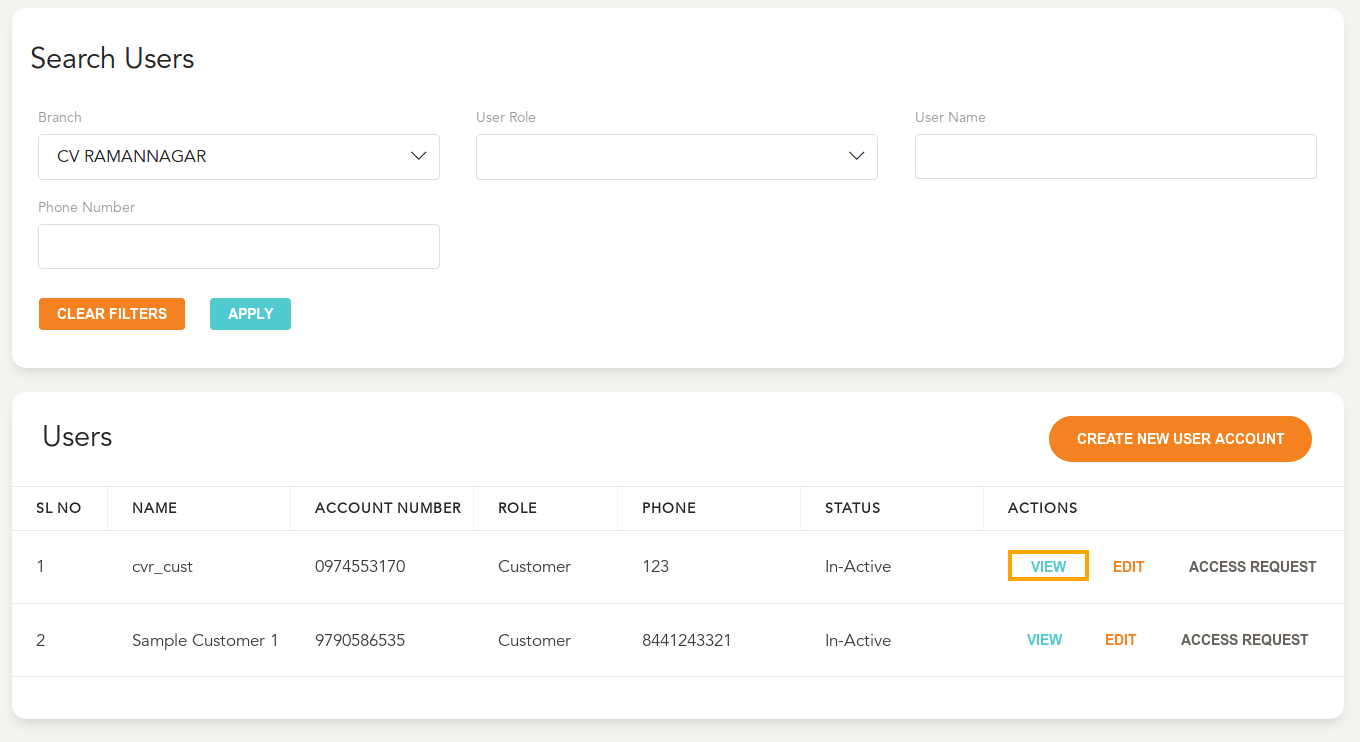 Search Users
Branch User Role User Name
CV RAMANNAGAR
Phone Number
CLEAR FILTERS APPLY
Users CREATE NEW USER ACCOUNT
SL NO NAME ACCOUNT NUMBER ROLE PHONE STATUS ACTIONS
1 cvr_cust 0974553170 Customer 123 In-Active VIEW EDIT ACCESS REQUEST
2 Sample Customer 1 9790586535 Customer 8441243321 In-Active VIEW EDIT ACCESS REQUEST